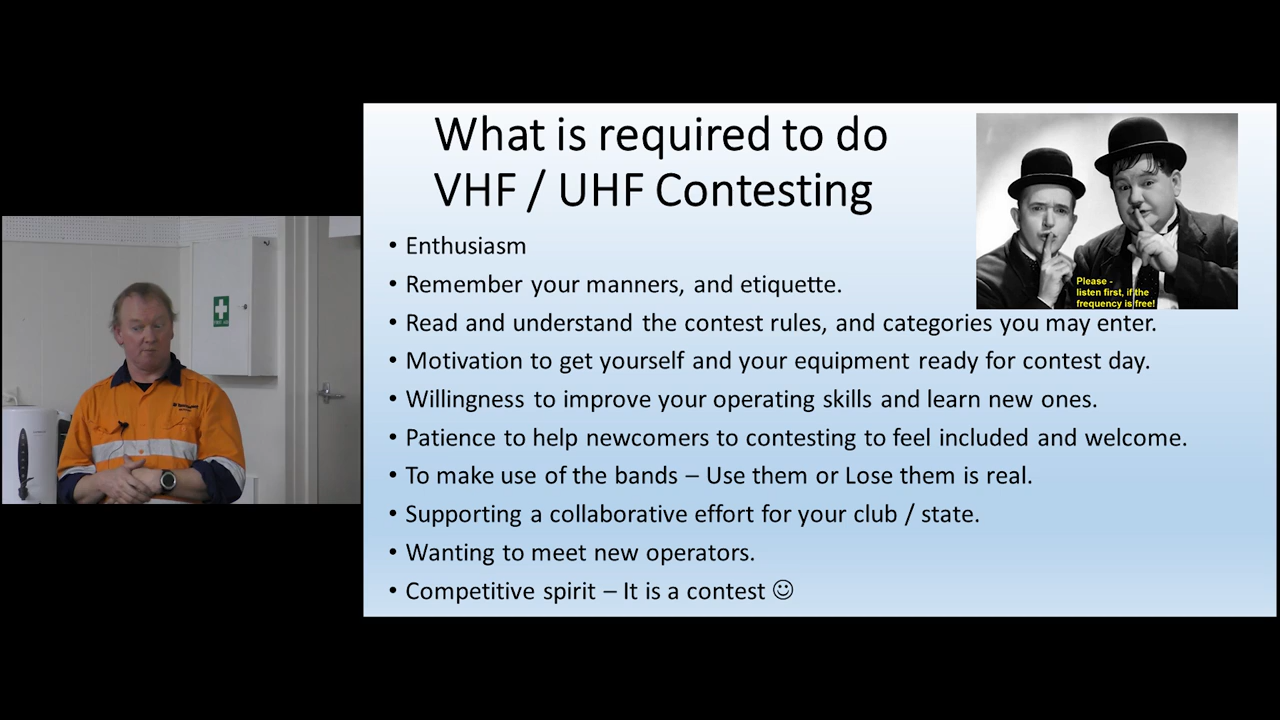 What is required to do
VHF / UHF Contesting
Please -
listen first, if the
frequency is free!
• Enthusiasm
• Remember your manners, and etiquette.
• Read and understand the contest rules, and categories you may enter.
• Motivation to get yourself and your equipment ready for contest day.
• Willingness to improve your operating skills and learn new ones.
• Patience to help newcomers to contesting to feel included and welcome.
• To make use of the bands – Use them or Lose them is real.
• Supporting a collaborative effort for your club / state.
• Wanting to meet new operators.
• Competitive spirit – It is a contest ☺